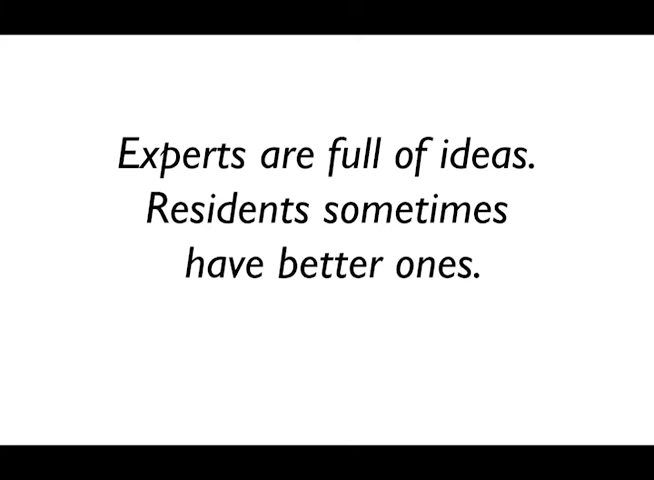 Experts are full of ideas.
Residents sometimes
have better ones.